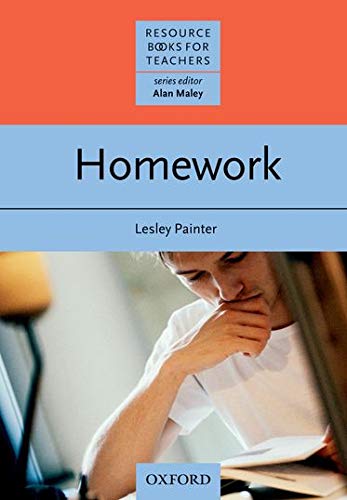 RESOURCE
BOOKS FOR
TEACHERS
series editor
Alan Maley
Homework
Lesley Painter
OXFORD